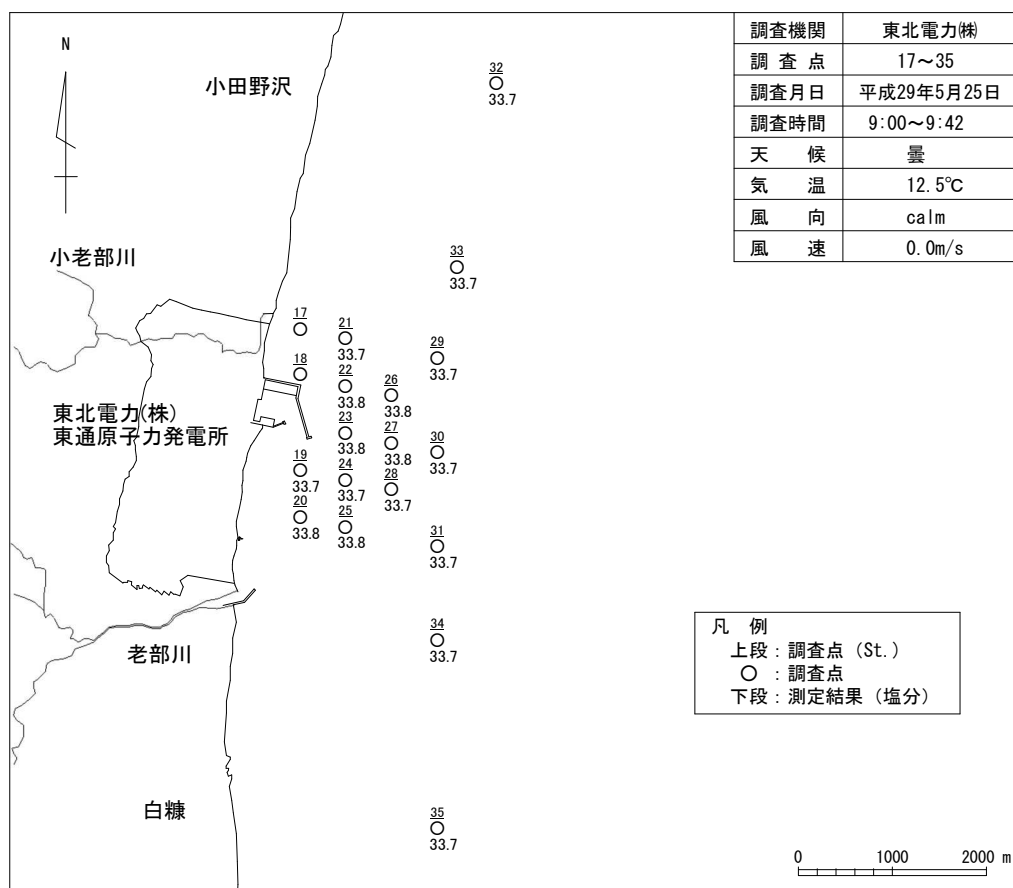 調査機関 東北電力㈱
調査点 17～35
調査月日 平成29年5月25日
調査時間 9:00～9:42
天候 曇
気温 12.5℃
風向 calm
風速 0.0m/s
N
小田野沢
32
33.7
小老部川
33
33.7
17
21
33.7
29
33.7
18
22
33.8
26
33.8
東北電力(株)
東通原子力発電所
23
33.8
27
33.8
30
33.7
19
33.7
24
33.7
28
33.7
20
33.8
25
33.8
31
33.7
34
33.7
老部川
凡 例
上段：調査点（St.）
○ ：調査点
下段：測定結果（塩分）
白糠
35
33.7
0 1000 2000 m